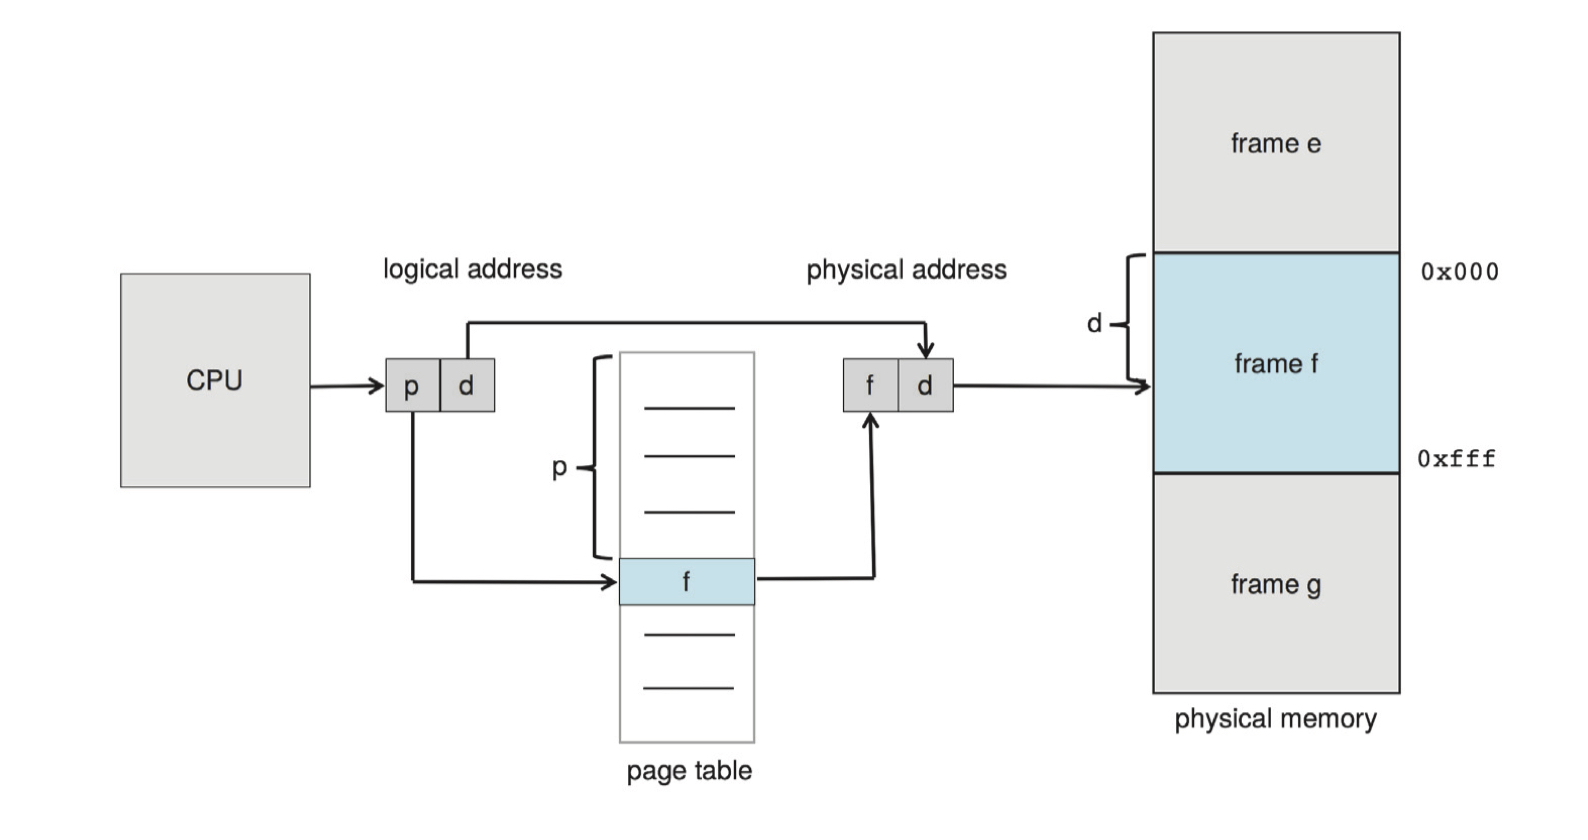 frame e
logical address
physical address
0x000
d
frame f
CPU
p d
f d
p
0xfff
f
frame g
physical memory
page table